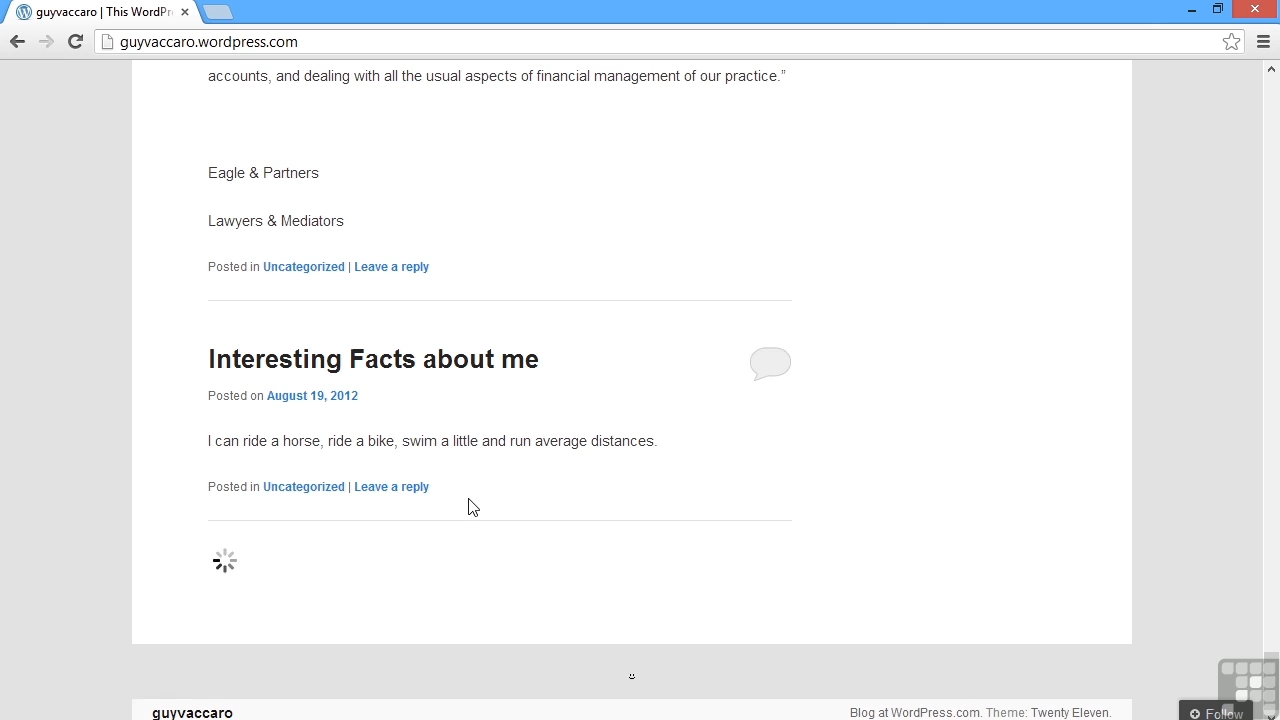 guyvaccaro | This WordPr
guyvaccaro.wordpress.com
accounts, and dealing with all the usual aspects of financial management of our practice.”
Eagle & Partners
Lawyers & Mediators
Posted in Uncategorized | Leave a reply
Interesting Facts about me
Posted on August 19, 2012
I can ride a horse, ride a bike, swim a little and run average distances.
Posted in Uncategorized | Leave a reply
guyvaccaro
Blog at WordPress.com. Theme: Twenty Eleven.
Follow